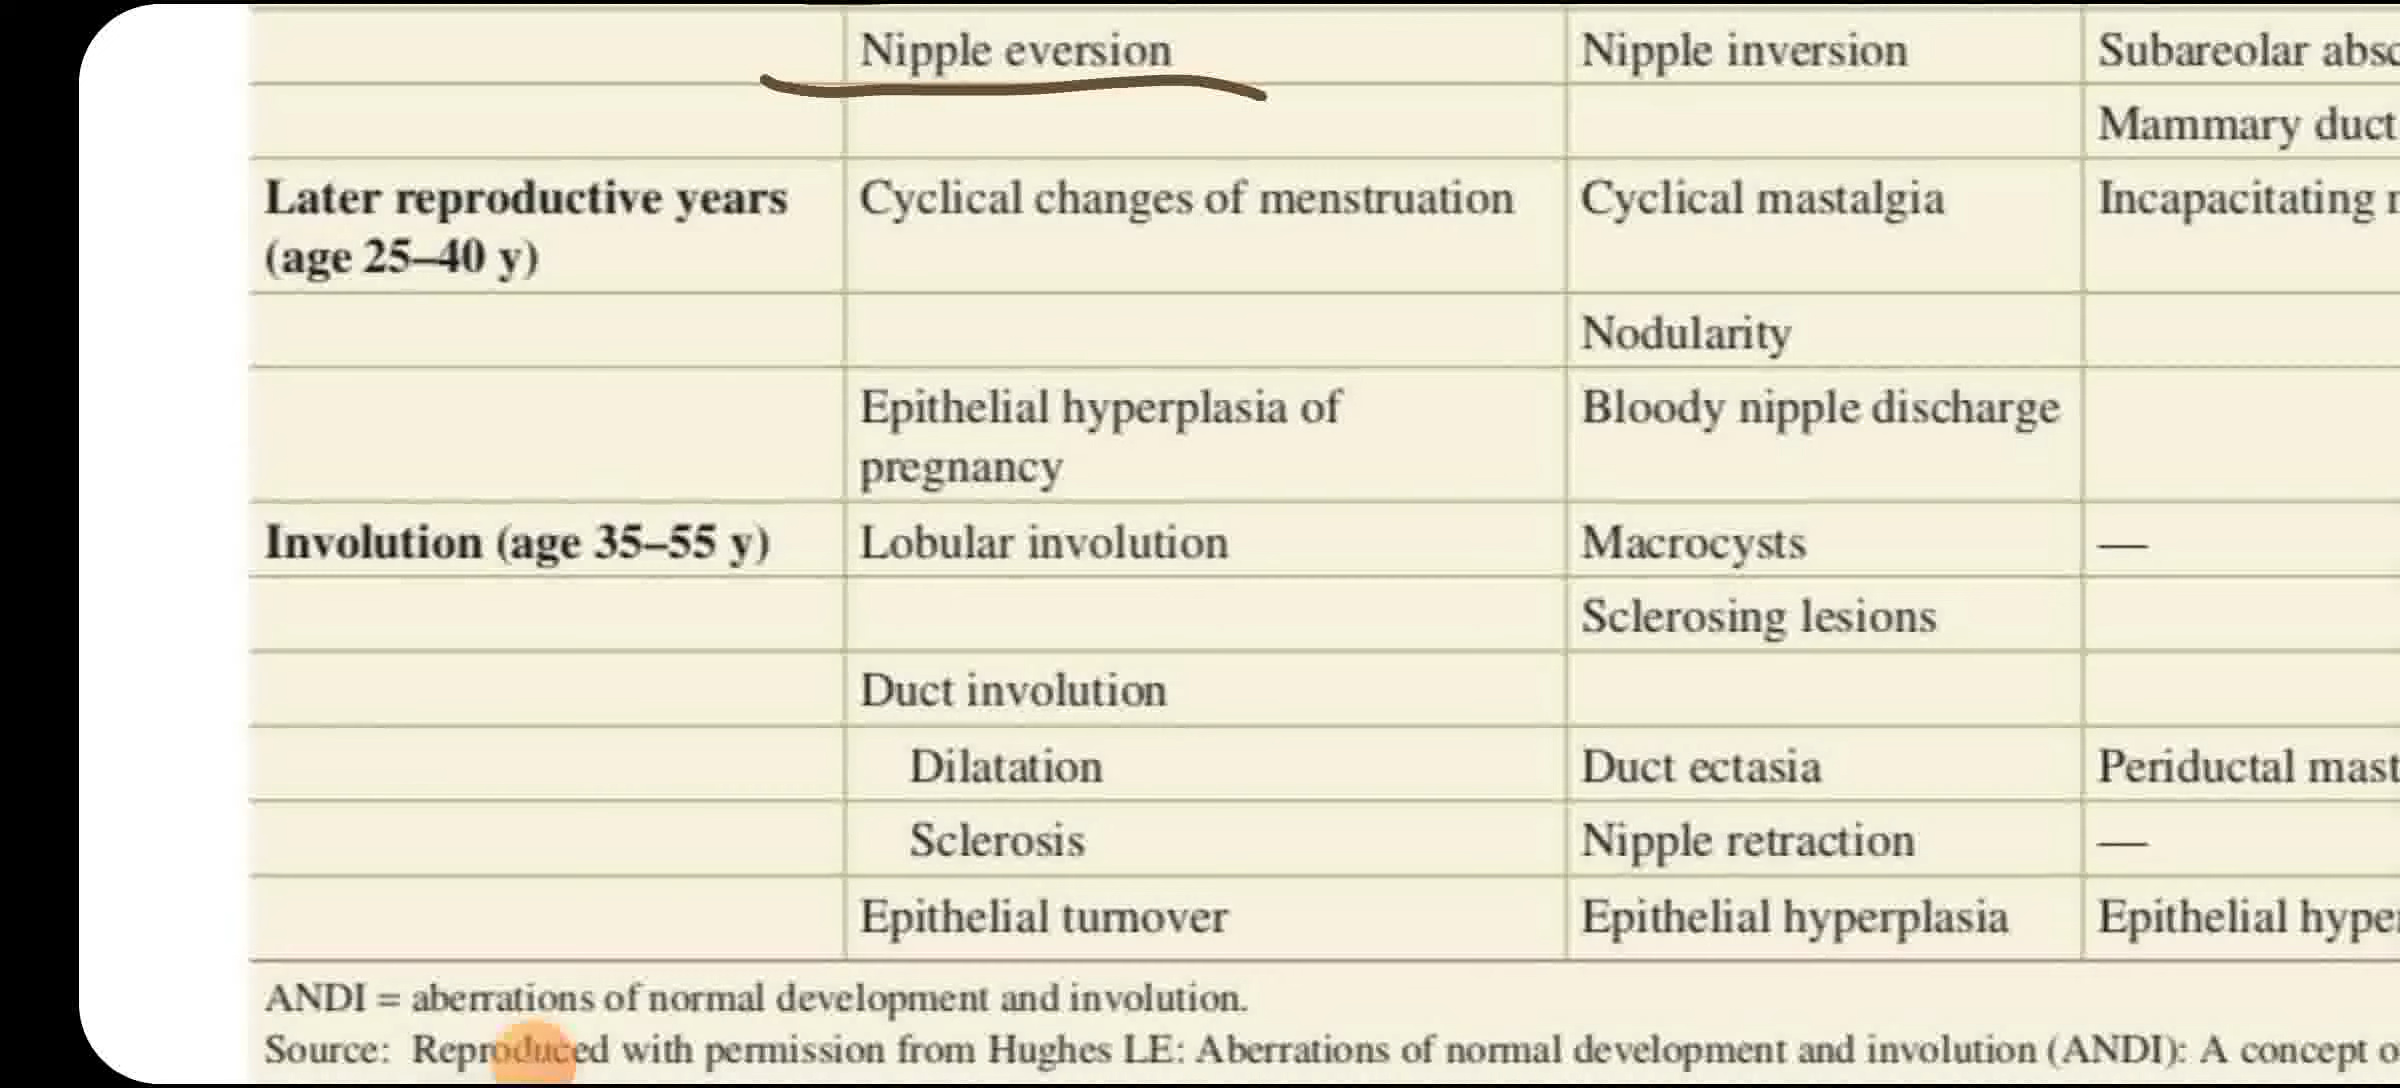 Nipple eversion Nipple inversion Subareolar absc
Mammary duct
Later reproductive years Cyclical changes of menstruation Cyclical mastalgia Incapacitating
(age 25–40 y)
Nodularity
Epithelial hyperplasia of Bloody nipple discharge
pregnancy
Involution (age 35–55 y) Lobular involution Macrocysts —
Sclerosing lesions
Duct involution
Dilatation Duct ectasia Periductal mast
Sclerosis Nipple retraction —
Epithelial turnover Epithelial hyperplasia Epithelial hyper
ANDI = aberrations of normal development and involution.
Source: Reproduced with permission from Hughes LE: Aberrations of normal development and involution (ANDI): A concept o